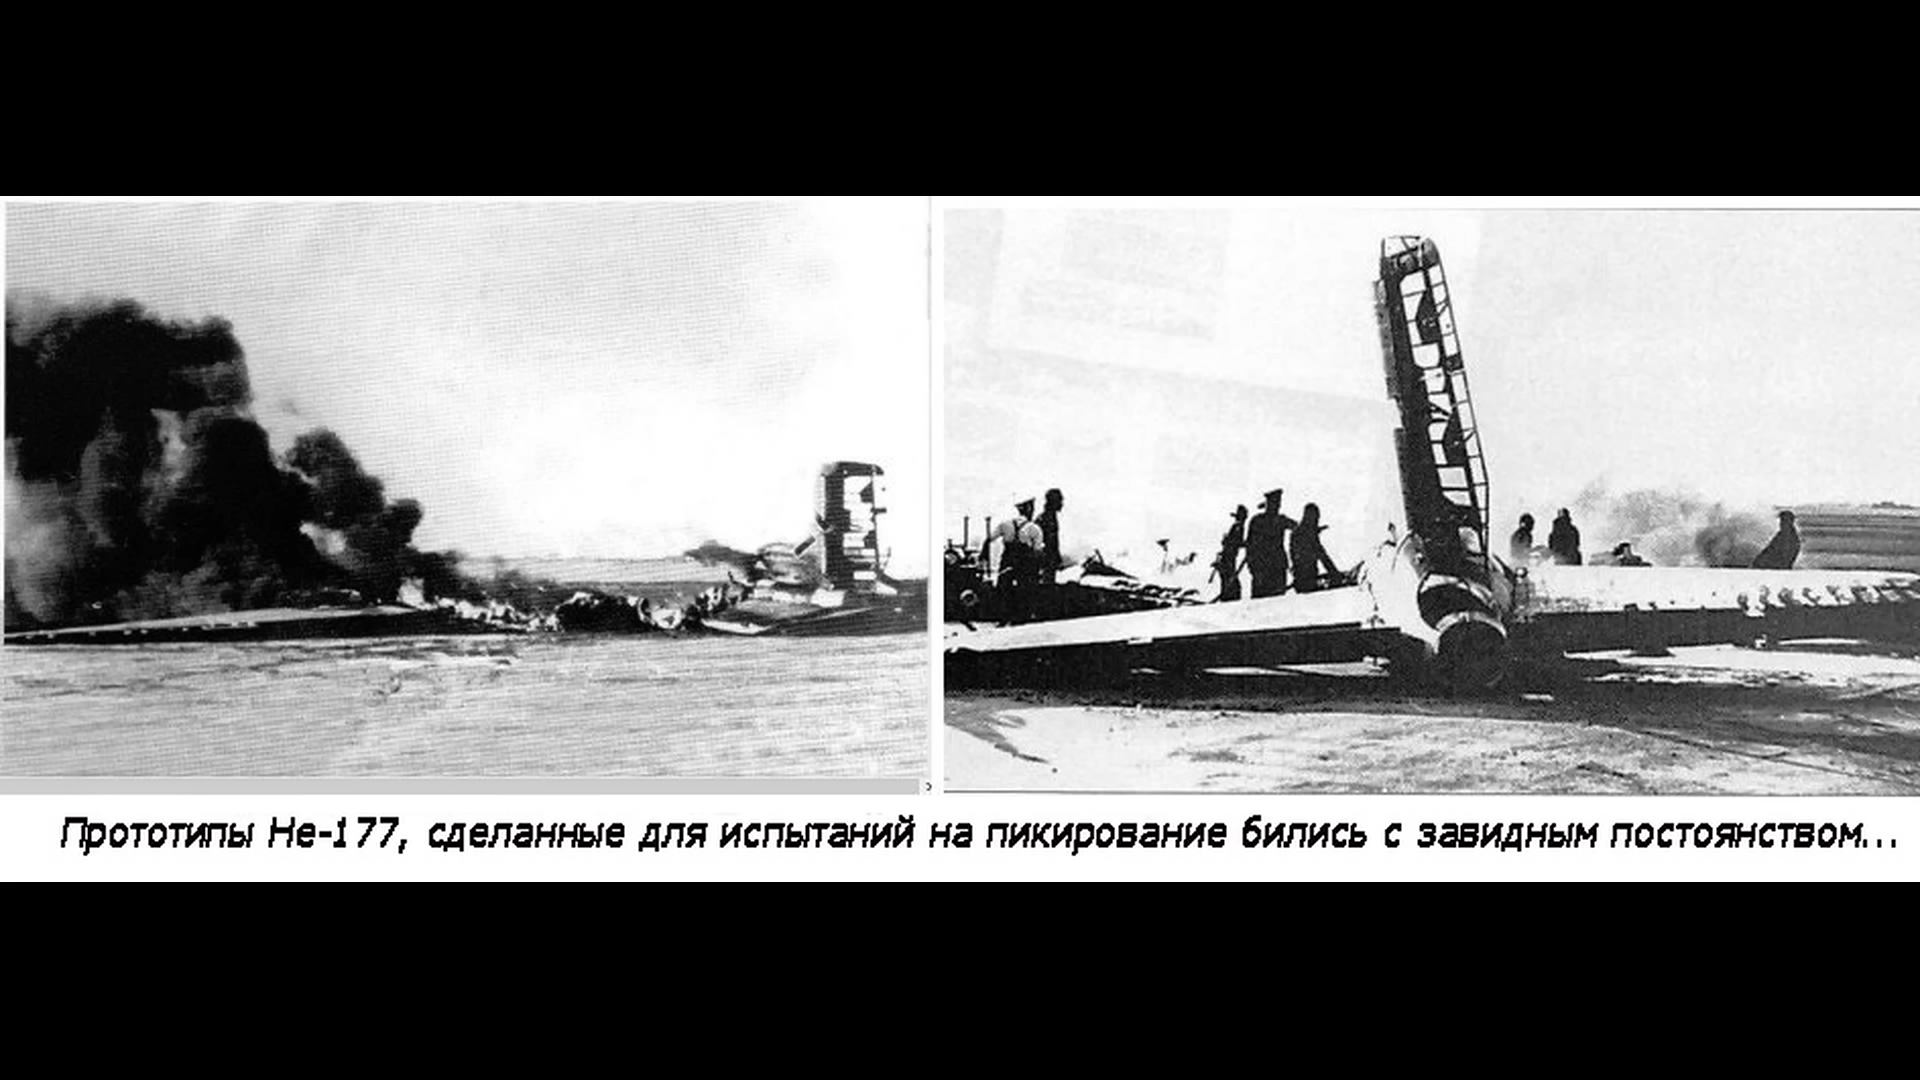 Прототипы Не-177, сделанные для испытаний на пикирование бились с завидным постоянством...